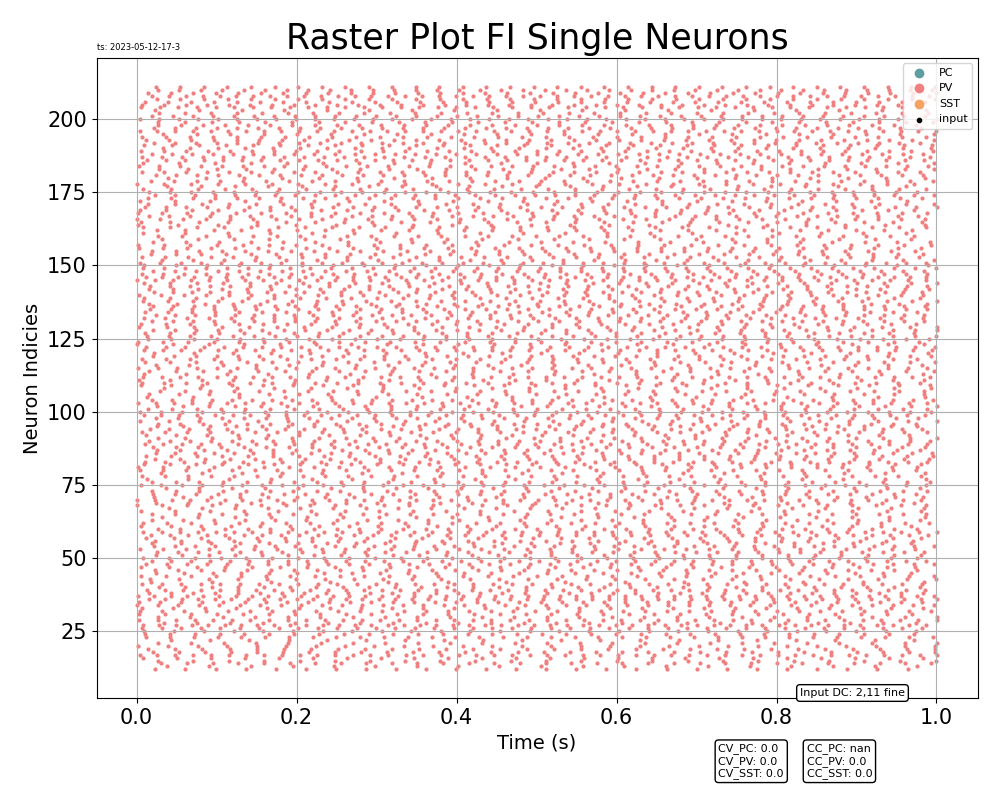 Raster Plot FI Single Neurons
ts: 2023-05-12-17-3
PC
PV
SST
input
200
175
150
125
100
75
50
25
Neuron Indicies
0.0 0.2 0.4 0.6 0.8 1.0
Time (s)
Input DC: 2,11 fine
CV_PC: 0.0
CV_PV: 0.0
CV_SST: 0.0
CC_PC: nan
CC_PV: 0.0
CC_SST: 0.0